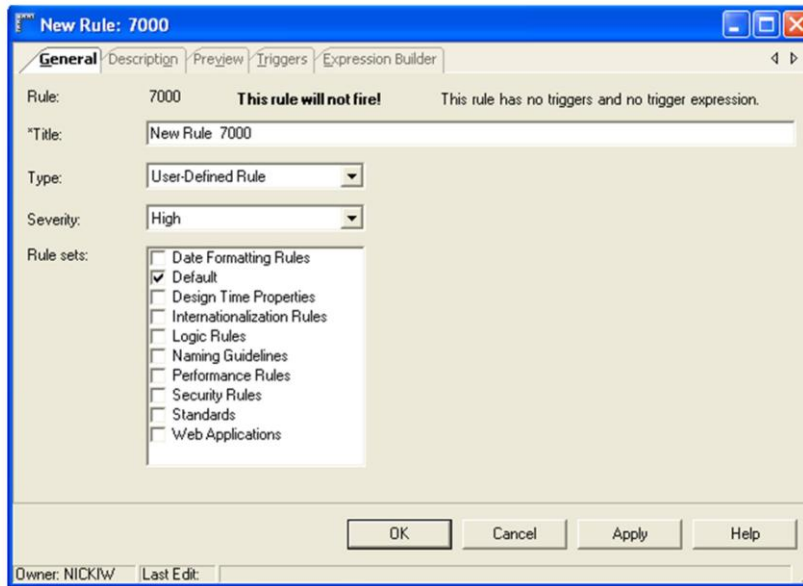 New Rule: 7000
General Description Preview Triggers Expression Builder
Rule: 7000 This rule will not fire! This rule has no triggers and no trigger expression.
*Title: New Rule 7000
Type: User-Defined Rule
Severity: High
Rule sets: Date Formatting Rules
Default
Design Time Properties
Internationalization Rules
Logic Rules
Naming Guidelines
Performance Rules
Security Rules
Standards
Web Applications
OK Cancel Apply Help
Owner: NICKIW Last Edit: